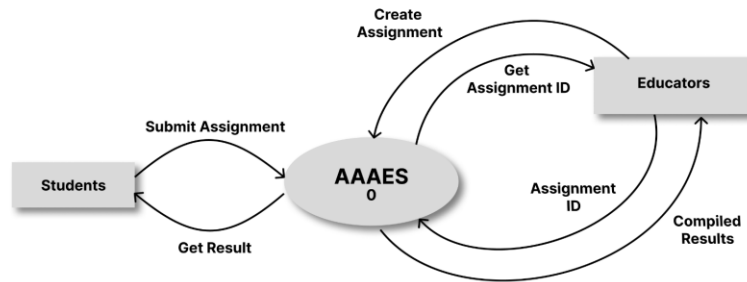 Create
Assignment
Get
Assignment ID
Educators
Submit Assignment
Students
AAAES
0
Assignment
ID
Compiled
Results
Get Result